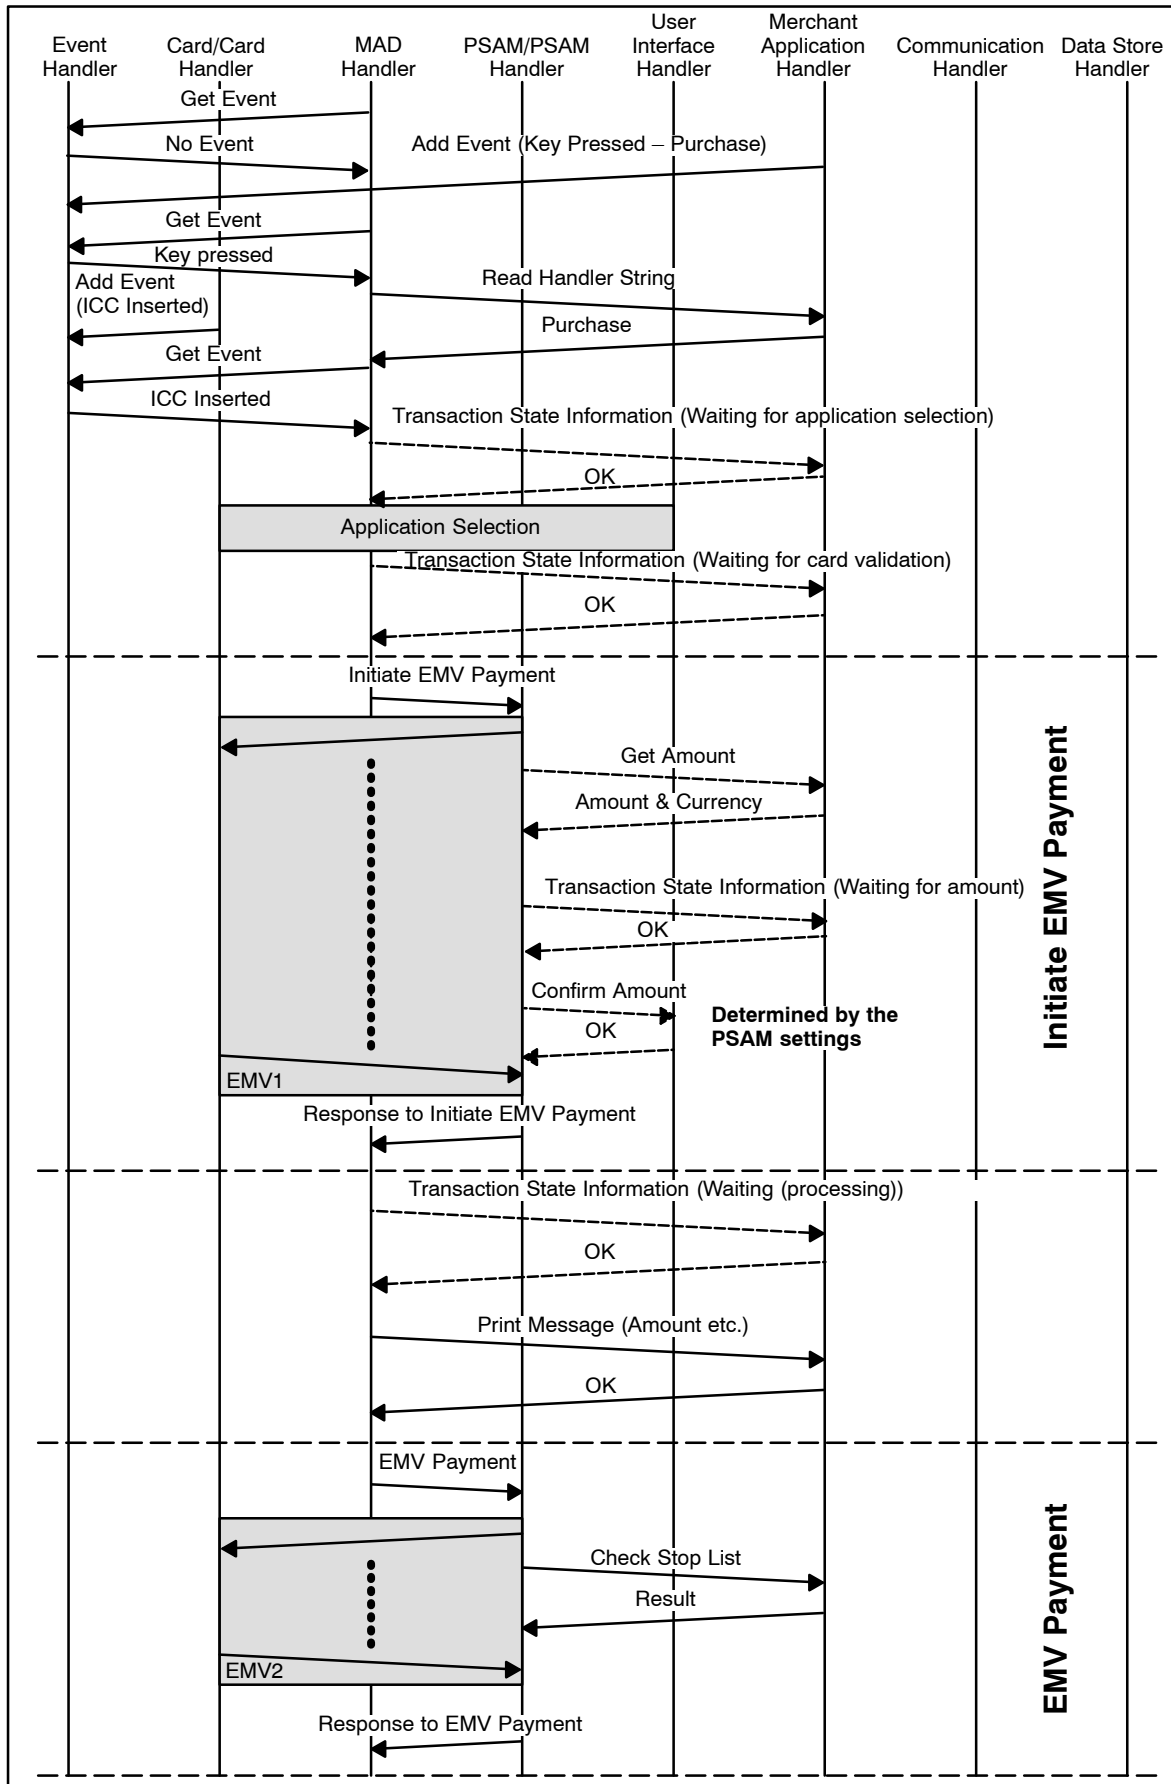 Event
Handler
Card/Card
Handler
MAD
Handler
PSAM/PSAM
Handler
User
Interface
Handler
Merchant
Application
Handler
Communication
Handler
Data Store
Handler
Get Event
No Event
Add Event (Key Pressed – Purchase)
Get Event
Key pressed
Add Event
(ICC Inserted)
Read Handler String
Purchase
Get Event
ICC Inserted
Transaction State Information (Waiting for application selection)
OK
Application Selection
Transaction State Information (Waiting for card validation)
OK
Initiate EMV Payment
Get Amount
Amount & Currency
Transaction State Information (Waiting for amount)
OK
Confirm Amount
Determined by the
PSAM settings
OK
EMV1
Initiate EMV Payment
Response to Initiate EMV Payment
Transaction State Information (Waiting (processing))
OK
Print Message (Amount etc.)
OK
EMV Payment
Check Stop List
Result
EMV2
EMV Payment
Response to EMV Payment